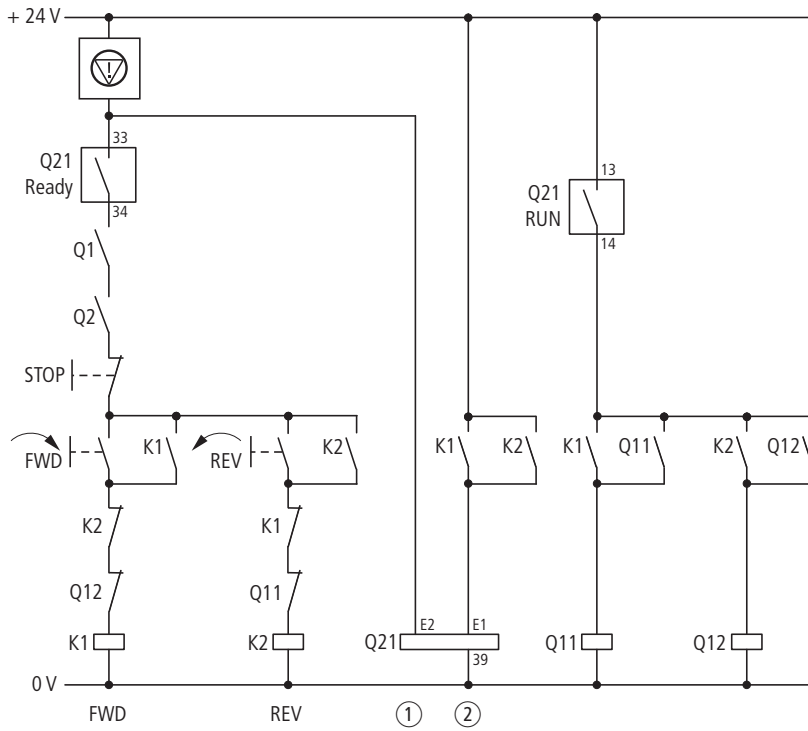 + 24 V
33
Q21
Ready
34
13
Q21
RUN
14
Q1
Q2
STOP
FWD
K1
REV
K2
K1
K2
K1
Q11
K2
Q12
K2
K1
Q12
Q11
E2
E1
K1
K2
Q21
39
Q11
Q12
0 V
FWD
REV
1
2